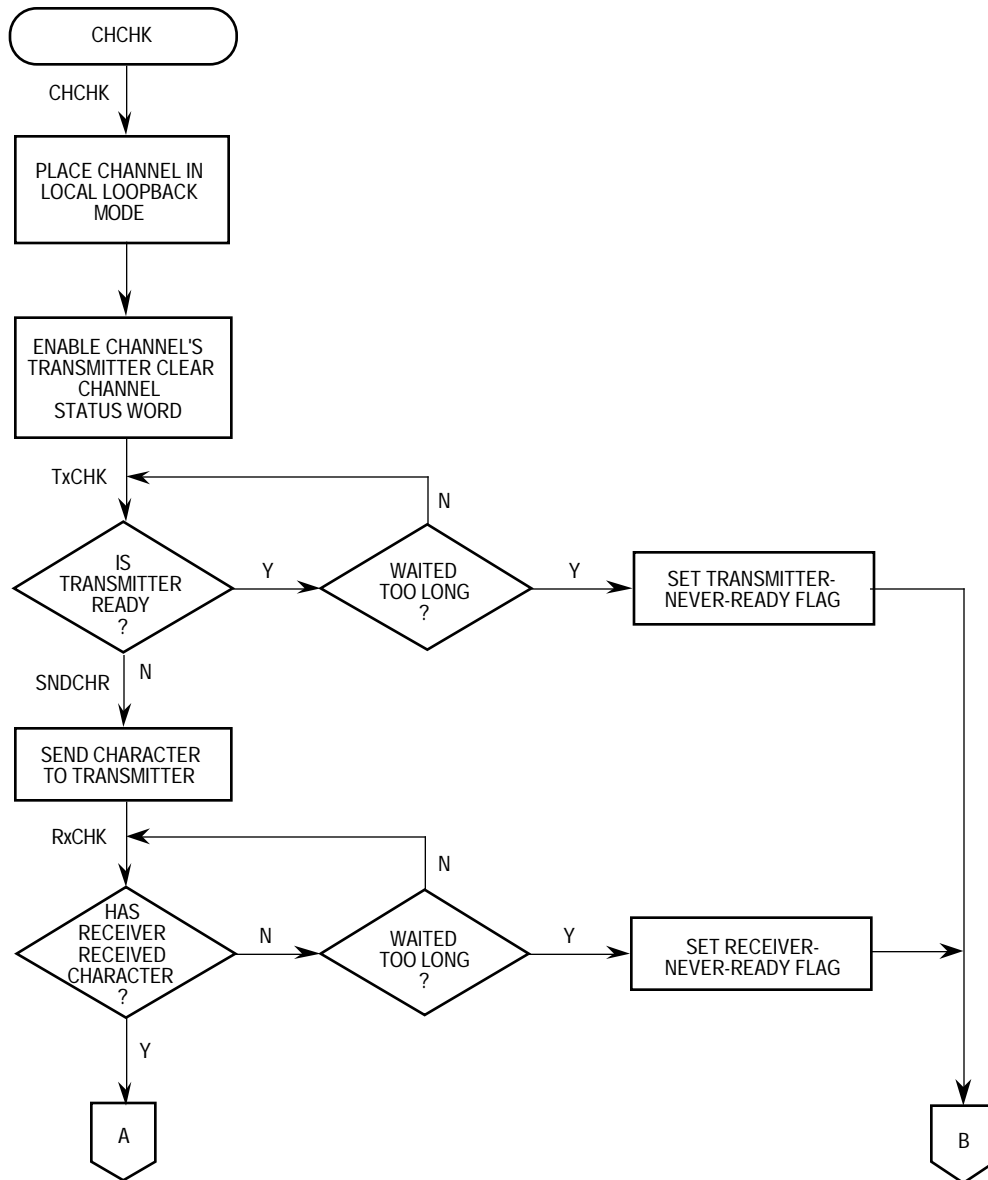 CHCHK
CHCHK
PLACE CHANNEL IN
LOCAL LOOPBACK
MODE
ENABLE CHANNEL'S
TRANSMITTER CLEAR
CHANNEL
STATUS WORD
TxCHK
N
IS
TRANSMITTER
READY
?
Y
WAITED
TOO LONG
?
Y
SET TRANSMITTER-
NEVER-READY FLAG
SNDCHR
N
SEND CHARACTER
TO TRANSMITTER
RxCHK
N
HAS
RECEIVER
RECEIVED
CHARACTER
?
N
WAITED
TOO LONG
?
Y
SET RECEIVER-
NEVER-READY FLAG
Y
A
B